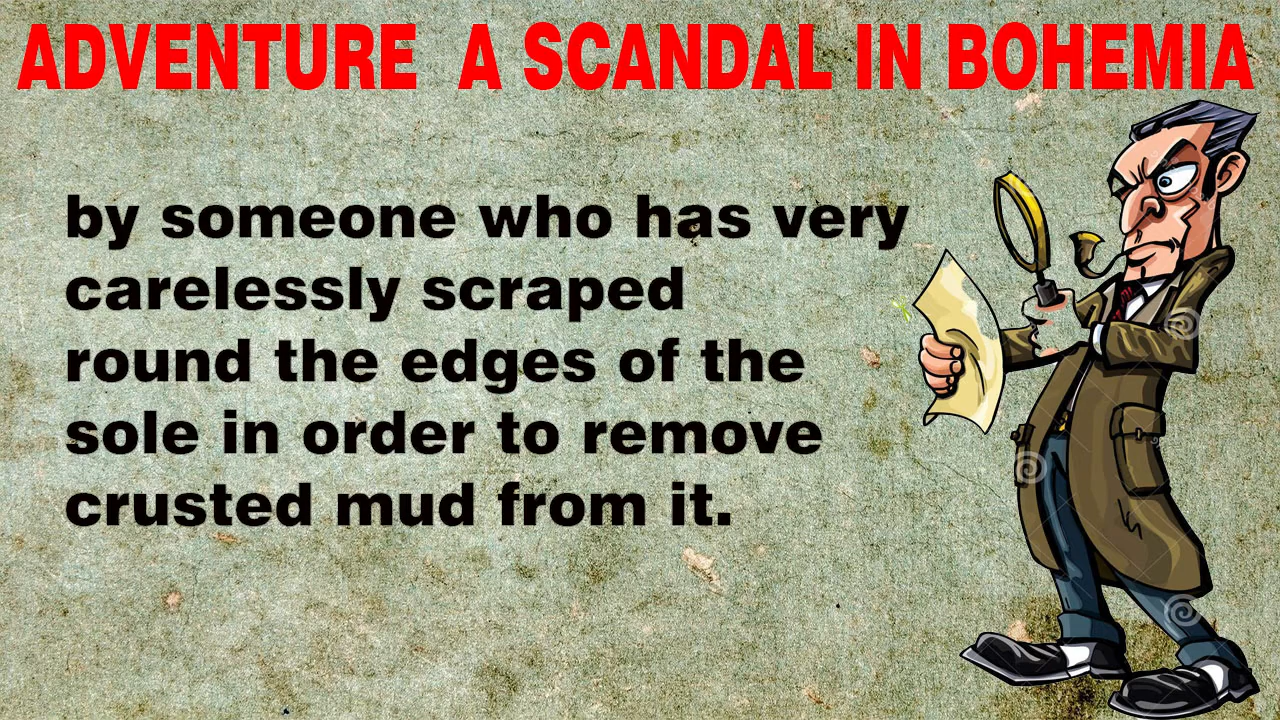 ADVENTURE A SCANDAL IN BOHEMIA
by someone who has very
carelessly scraped
round the edges of the
sole in order to remove
crusted mud from it.